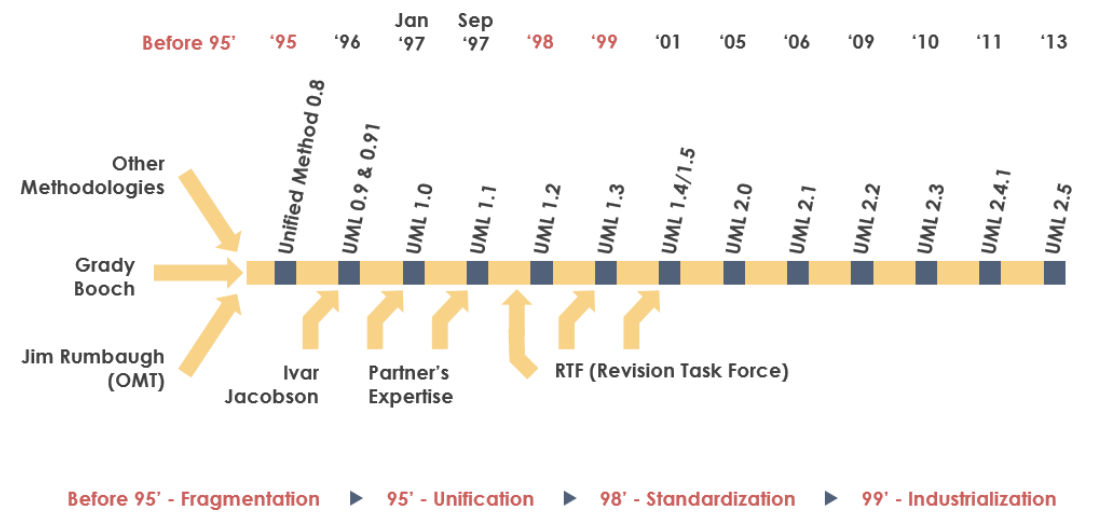 Before 95’ ‘95 ‘96 Jan ‘97 Sep ‘97 ‘98 ‘99 ‘01 ‘05 ‘06 ‘09 ‘10 ‘11 ‘13
Unified Method 0.8
UML 0.9 & 0.91
UML 1.0
UML 1.1
UML 1.2
UML 1.3
UML 1.4/1.5
UML 2.0
UML 2.1
UML 2.2
UML 2.3
UML 2.4.1
UML 2.5
Other
Methodologies
Grady
Booch
Jim Rumbaugh
(OMT)
Ivar
Jacobson
Partner’s
Expertise
RTF (Revision Task Force)
Before 95’ - Fragmentation 95’ - Unification 98’ - Standardization 99’ - Industrialization